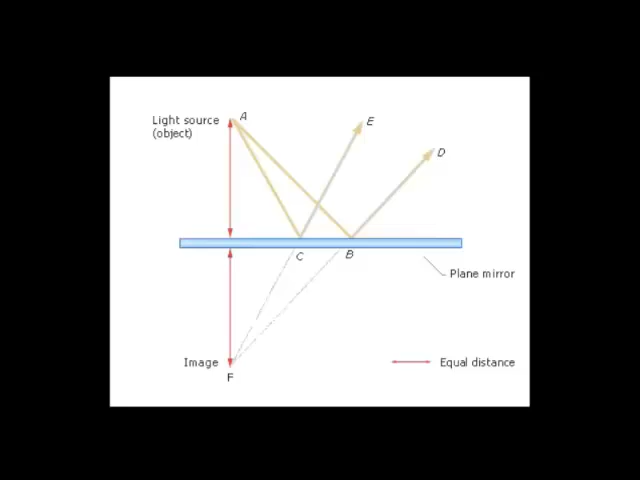 A
Light source
(object)
E
D
C
B
Plane mirror
Image
Equal distance
F